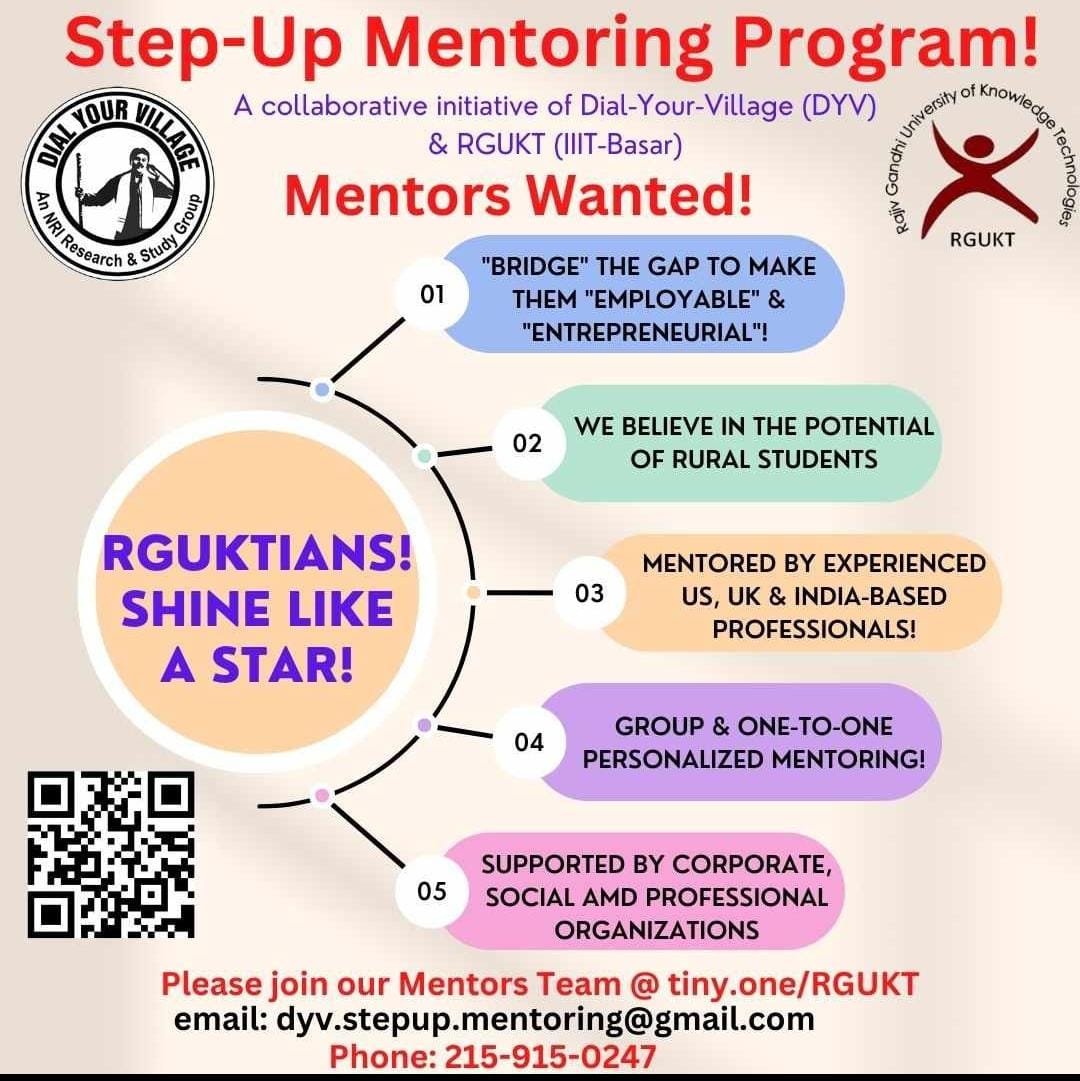 Step-Up Mentoring Program!
A collaborative initiative of Dial-Your-Village (DYV)
& RGUKT (IIIT-Basar)
Mentors Wanted!
DIAL YOUR VILLAGE
An NRI Research & Study Group
Rajiv Gandhi University of Knowledge Technologies
RGUKT
01
"BRIDGE" THE GAP TO MAKE
THEM "EMPLOYABLE" &
"ENTREPRENEURIAL"!
02
WE BELIEVE IN THE POTENTIAL
OF RURAL STUDENTS
03
MENTORED BY EXPERIENCED
US, UK & INDIA-BASED
PROFESSIONALS!
04
GROUP & ONE-TO-ONE
PERSONALIZED MENTORING!
05
SUPPORTED BY CORPORATE,
SOCIAL AMD PROFESSIONAL
ORGANIZATIONS
RGUKTIANS!
SHINE LIKE
A STAR!
Please join our Mentors Team @ tiny.one/RGUKT
email: dyv.stepup.mentoring@gmail.com
Phone: 215-915-0247